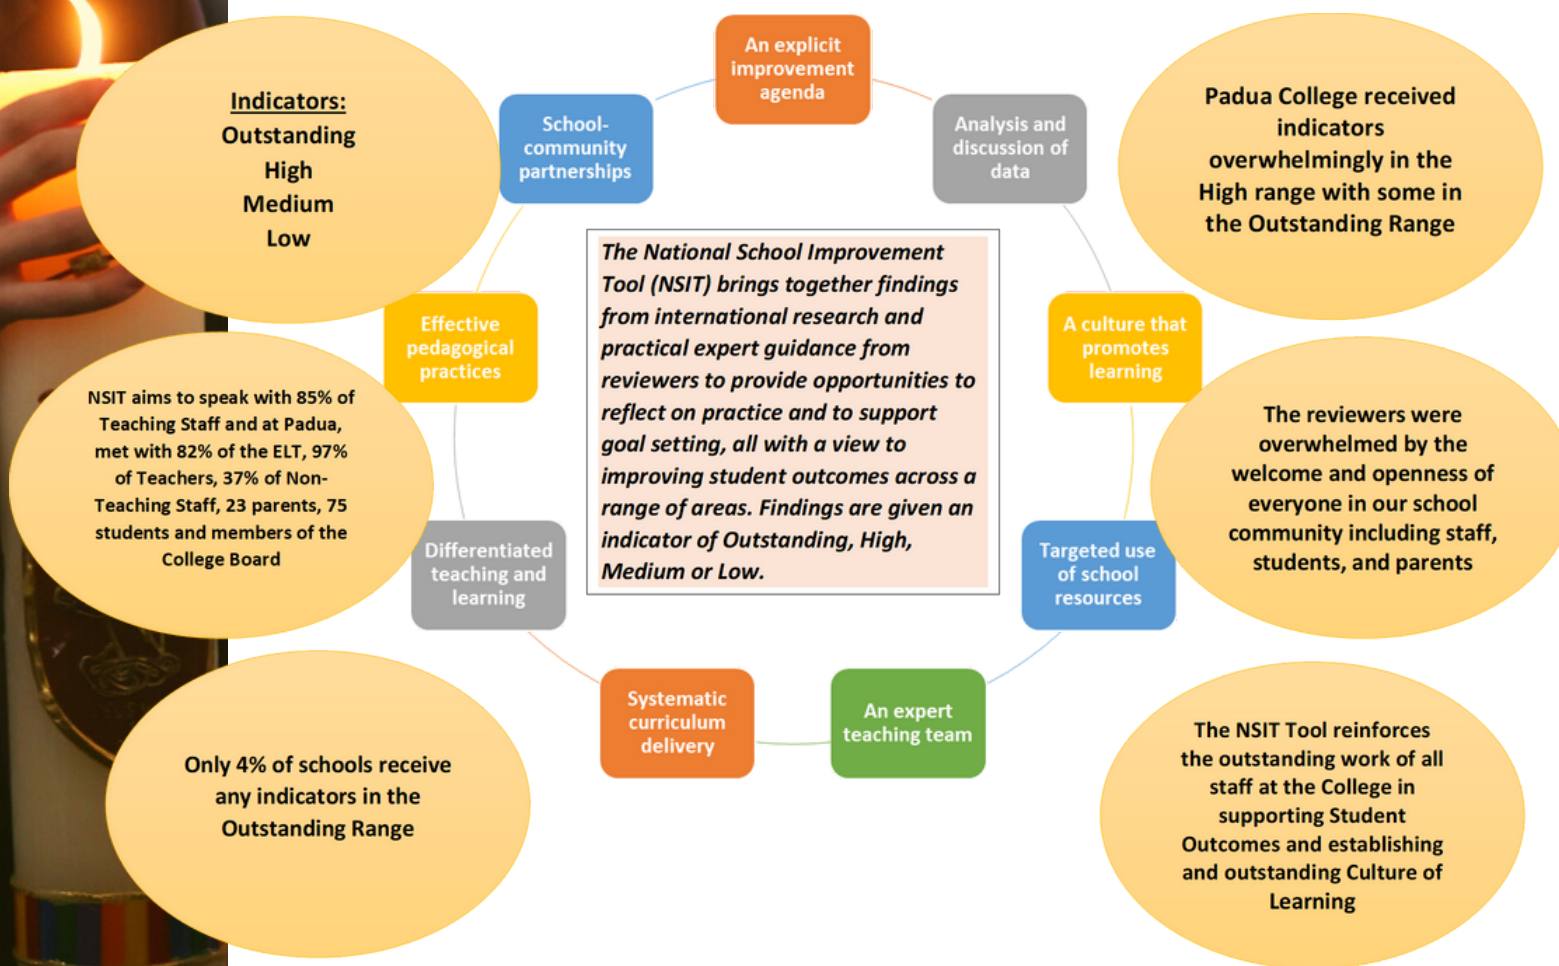 Indicators:
Outstanding
High
Medium
Low
An explicit
improvement
agenda
School-
community
partnerships
Analysis and
discussion of
data
Padua College received
indicators
overwhelmingly in the
High range with some in
the Outstanding Range
The National School Improvement
Tool (NSIT) brings together findings
from international research and
practical expert guidance from
reviewers to provide opportunities to
reflect on practice and to support
goal setting, all with a view to
improving student outcomes across a
range of areas. Findings are given an
indicator of Outstanding, High,
Medium or Low.
Effective
pedagogical
practices
A culture that
promotes
learning
NSIT aims to speak with 85% of
Teaching Staff and at Padua,
met with 82% of the ELT, 97%
of Teachers, 37% of Non-
Teaching Staff, 23 parents, 75
students and members of the
College Board
The reviewers were
overwhelmed by the
welcome and openness of
everyone in our school
community including staff,
students, and parents
Differentiated
teaching and
learning
Targeted use
of school
resources
Systematic
curriculum
delivery
An expert
teaching team
Only 4% of schools receive
any indicators in the
Outstanding Range
The NSIT Tool reinforces
the outstanding work of all
staff at the College in
supporting Student
Outcomes and establishing
and outstanding Culture of
Learning